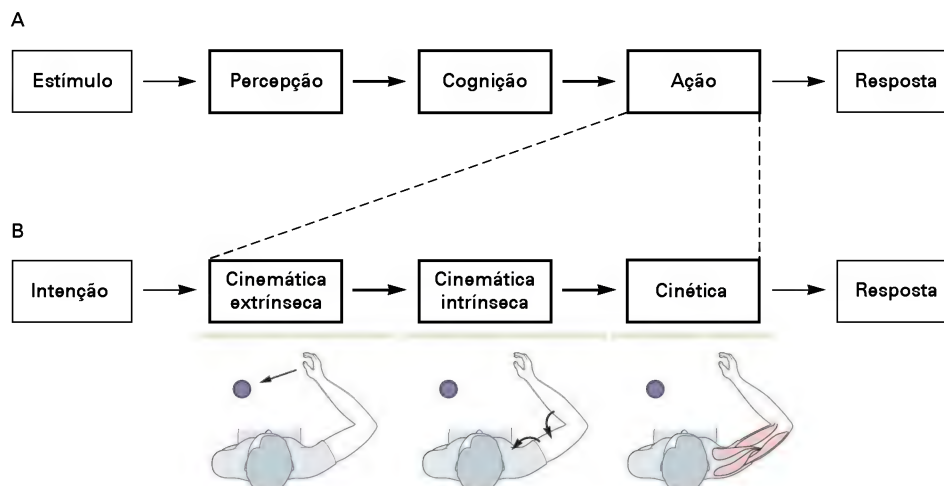 A
Estímulo
Percepção
Cognição
Ação
Resposta
B
Intenção
Cinemática
extrínseca
Cinemática
intrínseca
Cinética
Resposta